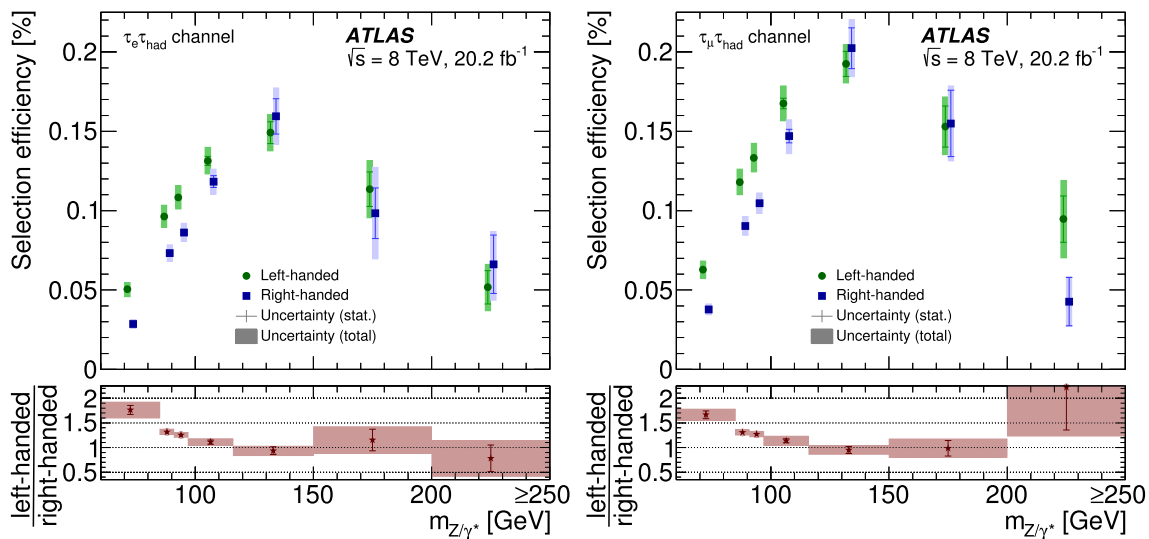 τeτhad channel
ATLAS
√s = 8 TeV, 20.2 fb-1
Selection efficiency [%]
0.2
0.15
0.1
0.05
0
Left-handed
Right-handed
Uncertainty (stat.)
Uncertainty (total)
left-handed
right-handed
2
1.5
1
0.5
100
150
200
≥250
mZ/γ* [GeV]
τμτhad channel
ATLAS
√s = 8 TeV, 20.2 fb-1
Selection efficiency [%]
0.2
0.15
0.1
0.05
0
Left-handed
Right-handed
Uncertainty (stat.)
Uncertainty (total)
left-handed
right-handed
2
1.5
1
0.5
100
150
200
≥250
mZ/γ* [GeV]